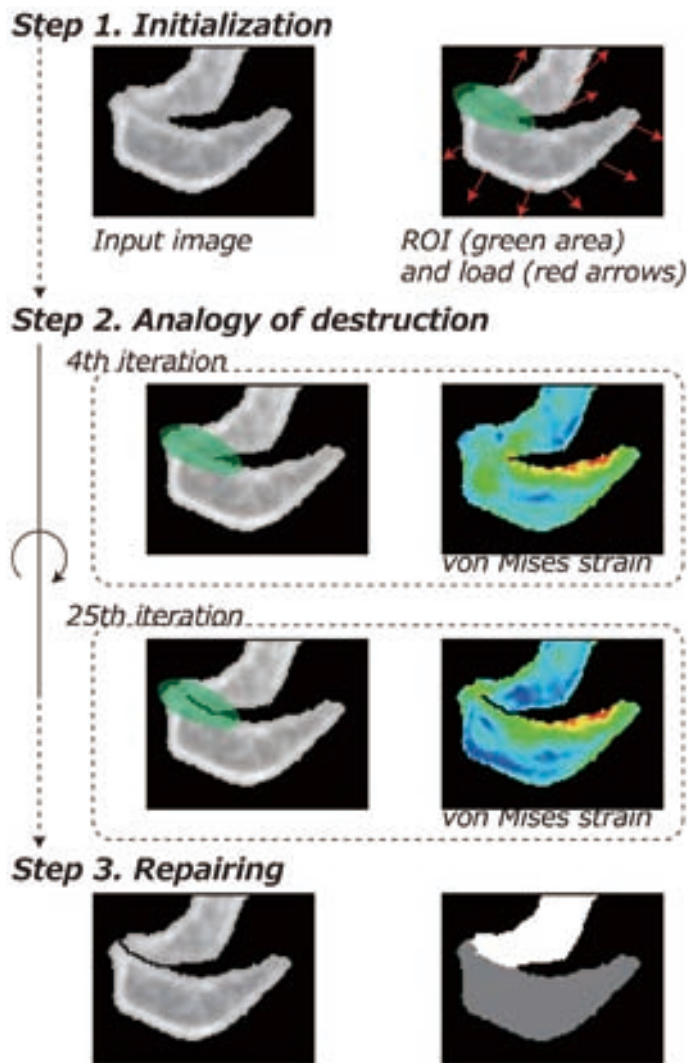 Step 1. Initialization
Input image
ROI (green area)
and load (red arrows)
Step 2. Analogy of destruction
4th iteration
von Mises strain
25th iteration
von Mises strain
Step 3. Repairing